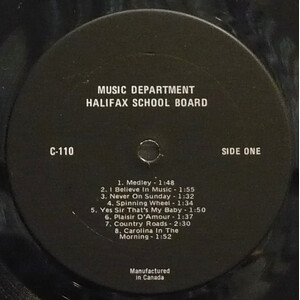 MUSIC DEPARTMENT
HALIFAX SCHOOL BOARD
C-110 SIDE ONE
1. Medley - 1:48
2. I Believe In Music - 1:55
3. Never On Sunday - 1:32
4. Spinning Wheel - 1:30
5. Yes Sir That's My Baby - 1:50
6. Plaisir D'Amour - 1:37
7. Country Roads - 2:30
8. Carolina In The
Morning - 1:52
Manufactured
in Canada